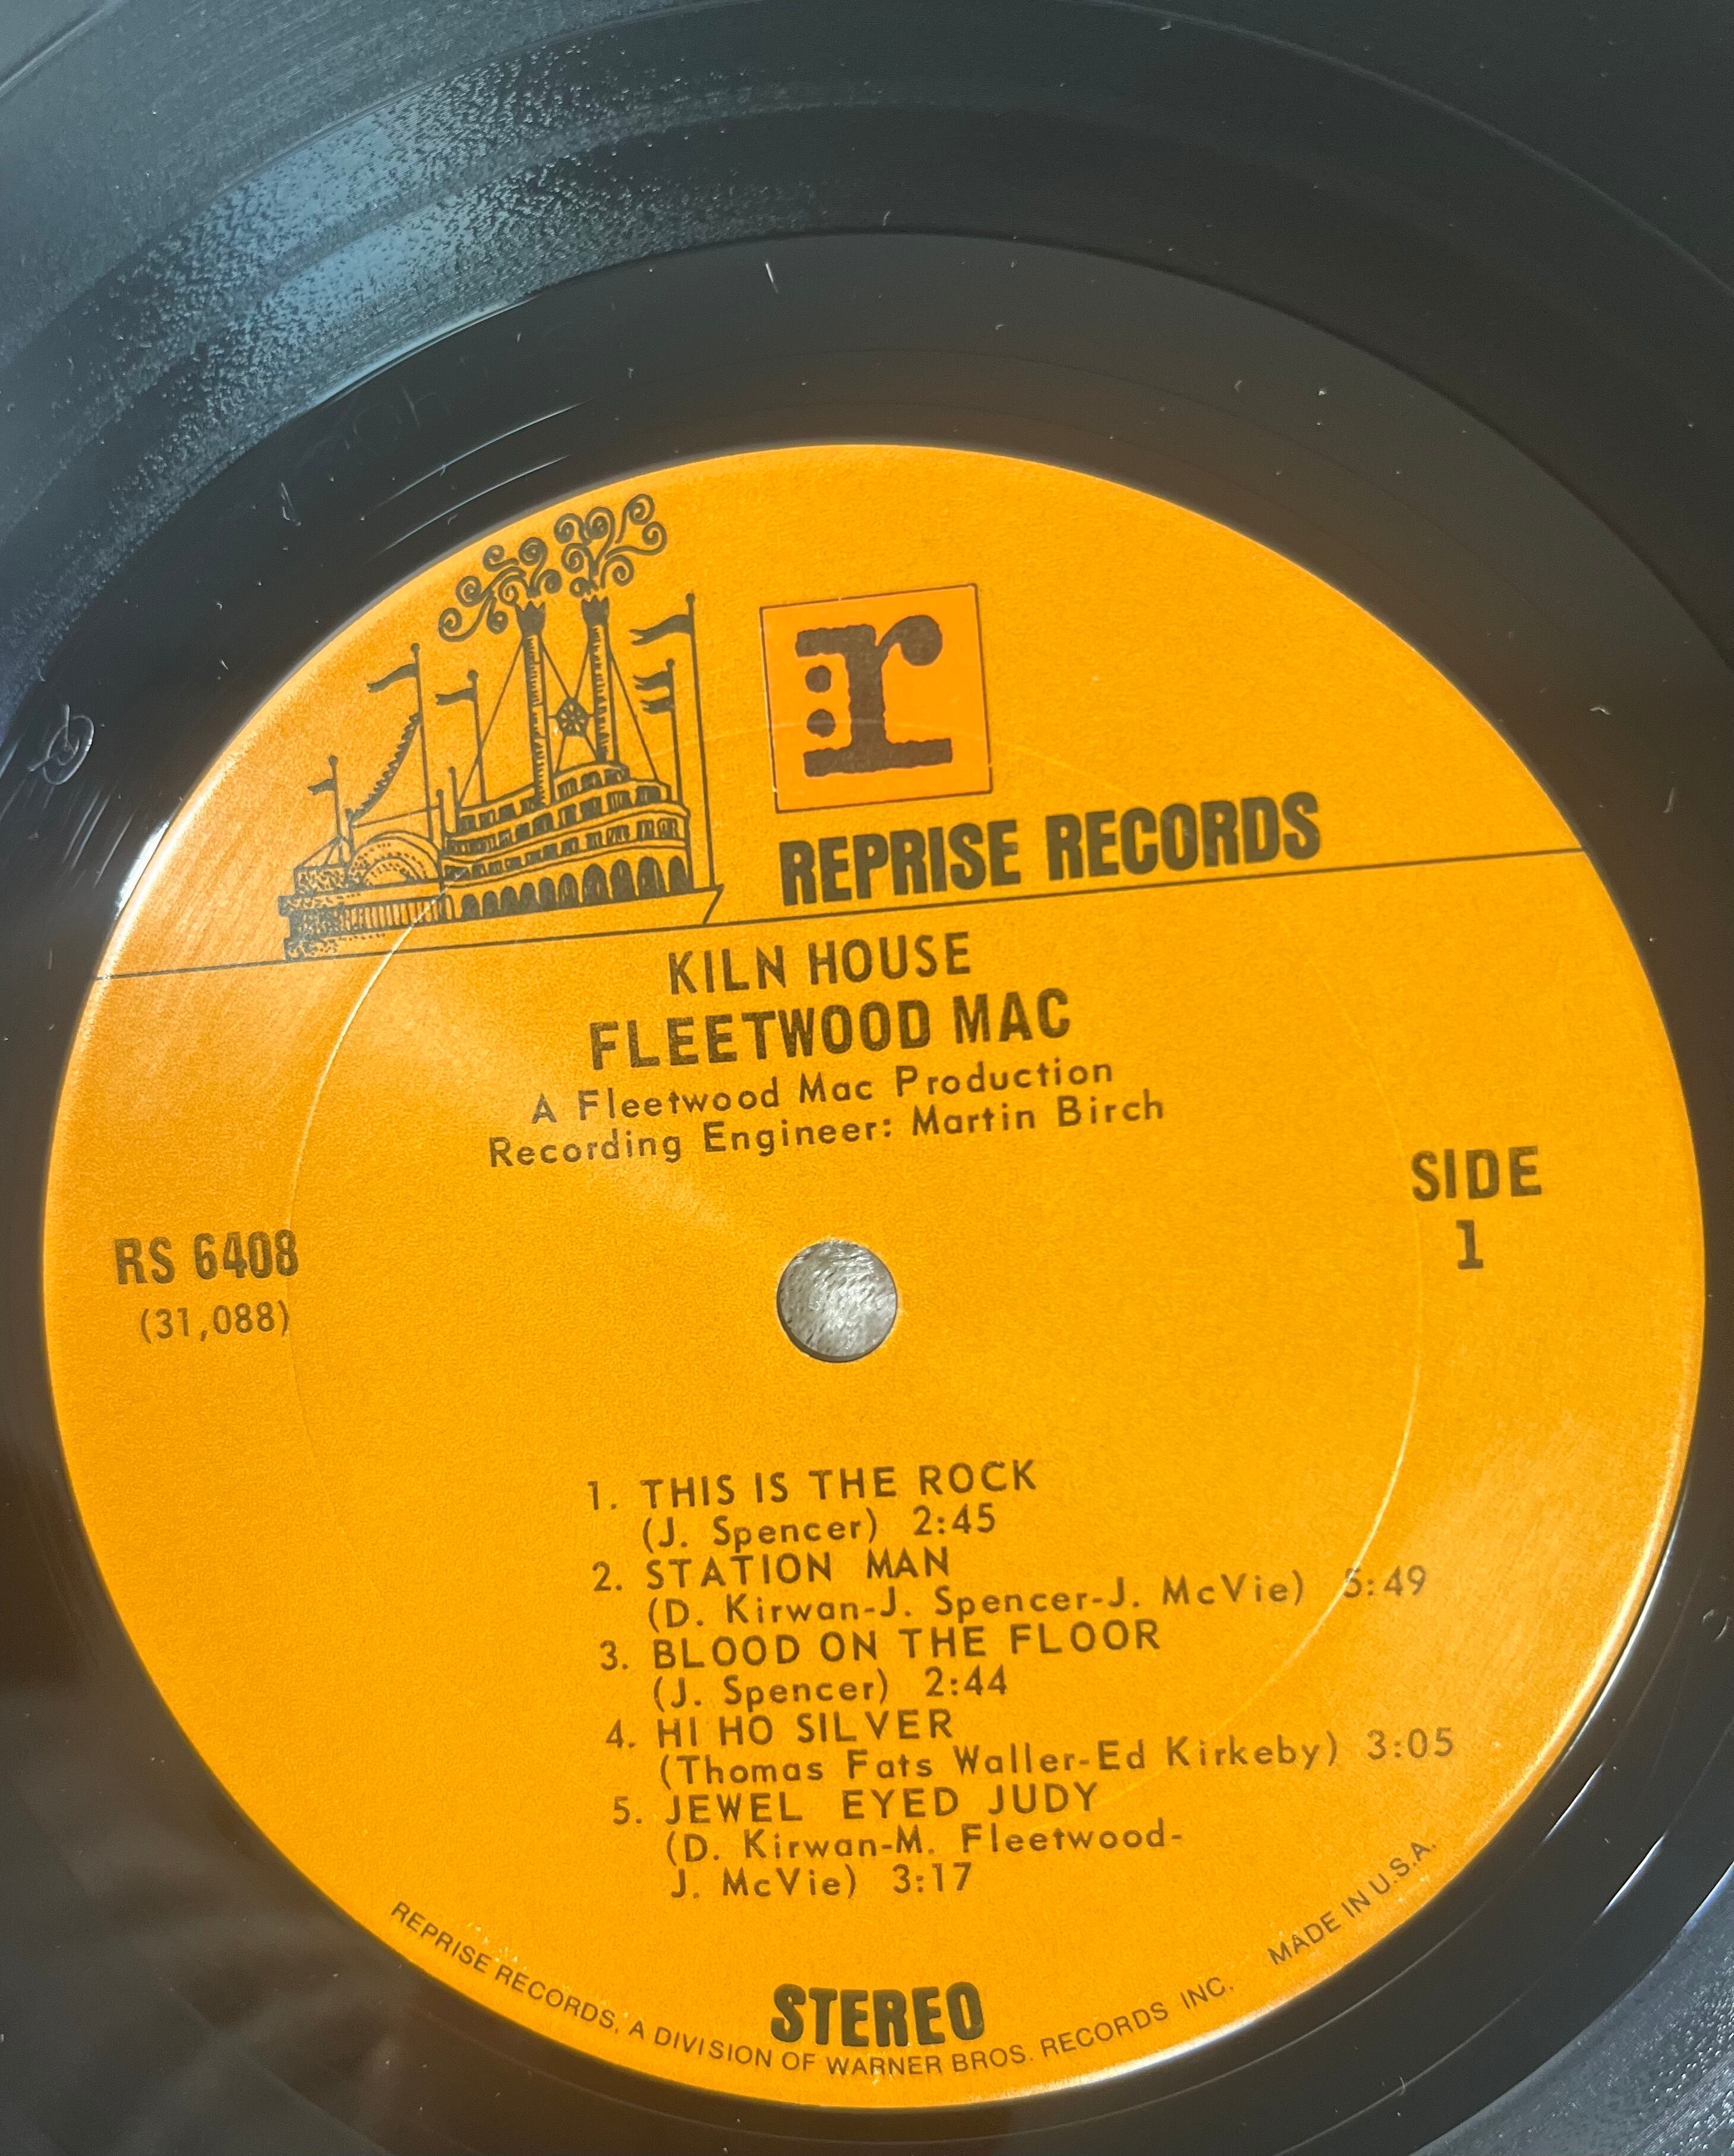 :r
REPRISE RECORDS
KILN HOUSE
FLEETWOOD MAC
A Fleetwood Mac Production
Recording Engineer: Martin Birch
SIDE
1
RS 6408
(31,088)
1. THIS IS THE ROCK
(J. Spencer) 2:45
2. STATION MAN
(D. Kirwan-J. Spencer-J. McVie) 5:49
3. BLOOD ON THE FLOOR
(J. Spencer) 2:44
4. HI HO SILVER
(Thomas Fats Waller-Ed Kirkeby) 3:05
5. JEWEL EYED JUDY
(D. Kirwan-M. Fleetwood-
J. McVie) 3:17
STEREO
REPRISE RECORDS, A DIVISION OF WARNER BROS. RECORDS INC. MADE IN U.S.A.